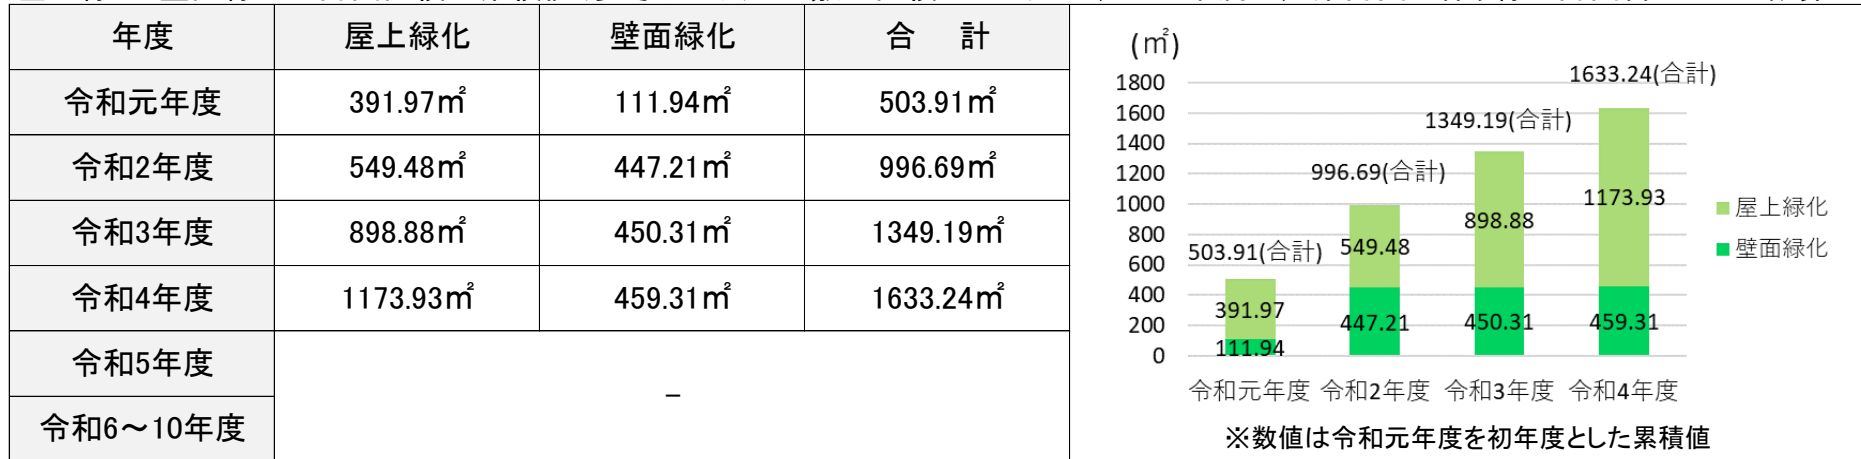 年度 屋上緑化 壁面緑化 合 計
令和元年度 391.97㎡ 111.94㎡ 503.91㎡
令和2年度 549.48㎡ 447.21㎡ 996.69㎡
令和3年度 898.88㎡ 450.31㎡ 1349.19㎡
令和4年度 1173.93㎡ 459.31㎡ 1633.24㎡
令和5年度
－
令和6～10年度
(㎡)
1800
1600
1400
1200
1000
800
600
400
200
0
503.91(合計)
391.97
111.94
996.69(合計)
549.48
447.21
1349.19(合計)
898.88
450.31
1633.24(合計)
1173.93
459.31
令和元年度 令和2年度 令和3年度 令和4年度
屋上緑化
壁面緑化
※数値は令和元年度を初年度とした累積値